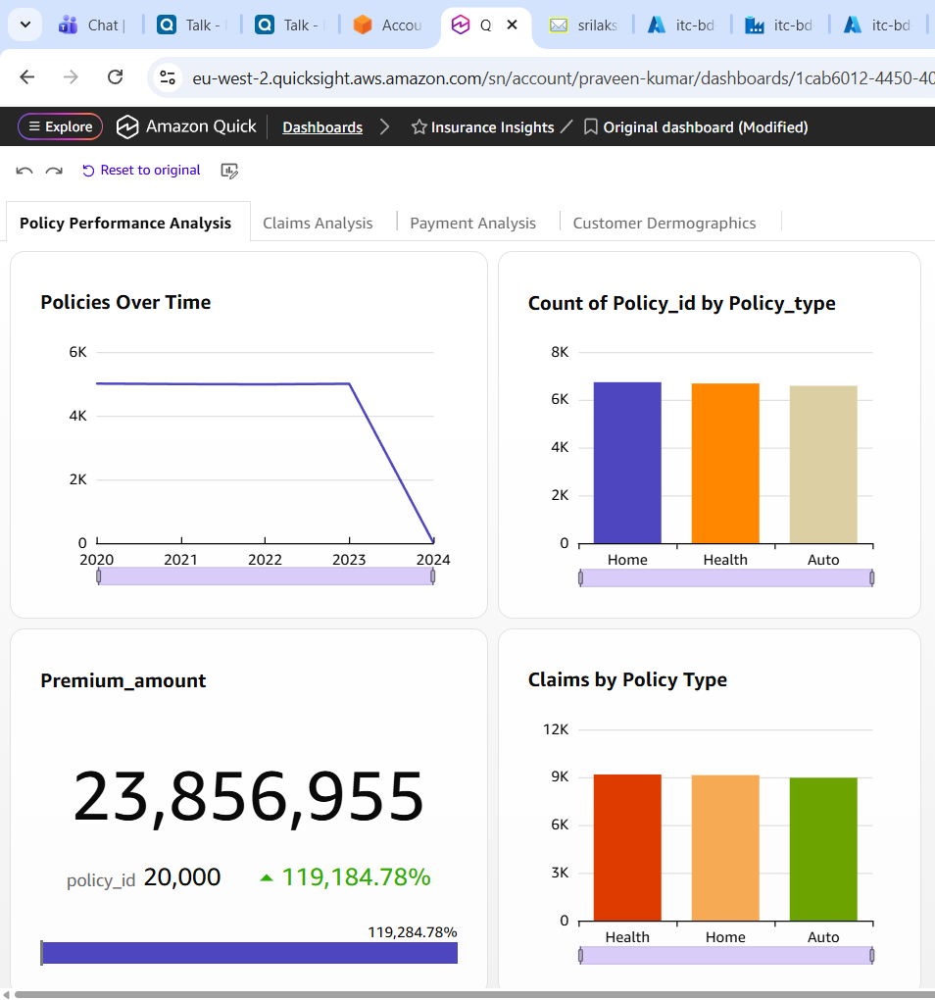 Chat |
Talk -
Talk -
Accou
Q
srilaks
itc-bd
itc-bd
itc-bd
eu-west-2.quicksight.aws.amazon.com/sn/account/praveen-kumar/dashboards/1cab6012-4450-40
Explore
Amazon Quick
Dashboards
Insurance Insights
Original dashboard (Modified)
Reset to original
Policy Performance Analysis
Claims Analysis
Payment Analysis
Customer Dermographics
Policies Over Time
6K
4K
2K
0
2020 2021 2022 2023 2024
Count of Policy_id by Policy_type
8K
6K
4K
2K
0
Home Health Auto
Premium_amount
23,856,955
policy_id 20,000 119,184.78%
119,284.78%
Claims by Policy Type
12K
9K
6K
3K
0
Health Home Auto